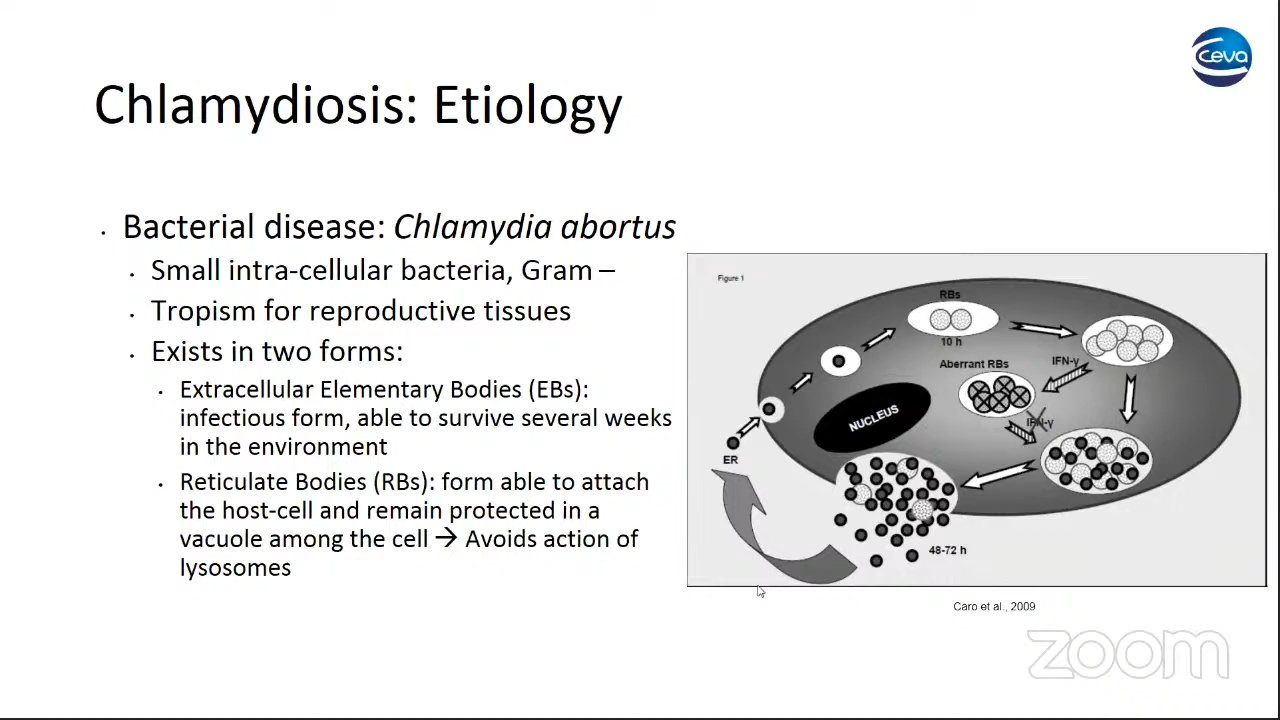 Ceva
Chlamydiosis: Etiology
Bacterial disease: Chlamydia abortus
Small intra-cellular bacteria, Gram –
Tropism for reproductive tissues
Exists in two forms:
Extracellular Elementary Bodies (EBs):
infectious form, able to survive several weeks
in the environment
Reticulate Bodies (RBs): form able to attach
the host-cell and remain protected in a
vacuole among the cell → Avoids action of
lysosomes
Figure 1
RBs
10 h
Aberrant RBs
IFN-γ
NUCLEUS
IFN-γ
ER
48-72 h
Caro et al., 2009
zoom